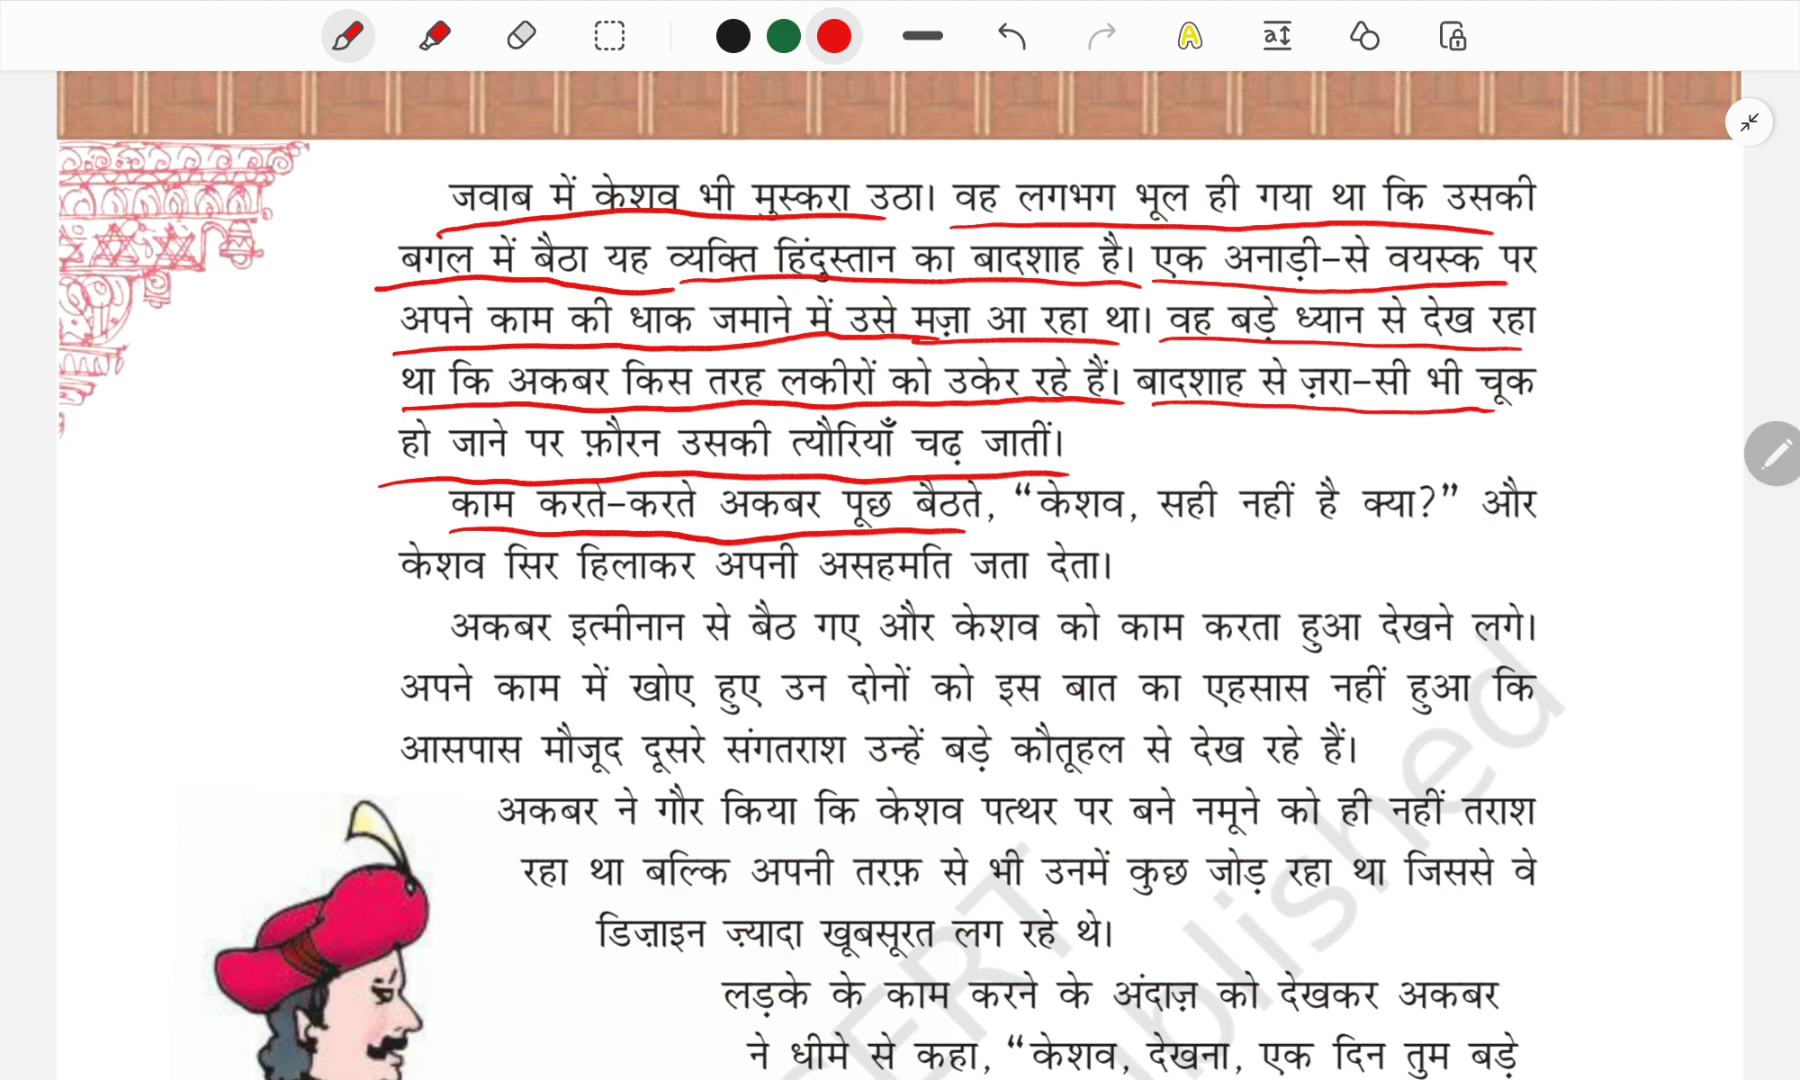 जवाब में केशव भी मुस्करा उठा। वह लगभग भूल ही गया था कि उसकी
बगल में बैठा यह व्यक्ति हिंदुस्तान का बादशाह है। एक अनाड़ी-से वयस्क पर
अपने काम की धाक जमाने में उसे मज़ा आ रहा था। वह बड़े ध्यान से देख रहा
था कि अकबर किस तरह लकीरों को उकेर रहे हैं। बादशाह से ज़रा-सी भी चूक
हो जाने पर फ़ौरन उसकी त्यौरियाँ चढ़ जातीं।
काम करते-करते अकबर पूछ बैठते, “केशव, सही नहीं है क्या?” और
केशव सिर हिलाकर अपनी असहमति जता देता।
अकबर इत्मीनान से बैठ गए और केशव को काम करता हुआ देखने लगे।
अपने काम में खोए हुए उन दोनों को इस बात का एहसास नहीं हुआ कि
आसपास मौजूद दूसरे संगतराश उन्हें बड़े कौतूहल से देख रहे हैं।
अकबर ने गौर किया कि केशव पत्थर पर बने नमूने को ही नहीं तराश
रहा था बल्कि अपनी तरफ़ से भी उनमें कुछ जोड़ रहा था जिससे वे
डिज़ाइन ज़्यादा खूबसूरत लग रहे थे।
लड़के के काम करने के अंदाज़ को देखकर अकबर
ने धीमे से कहा, “केशव, देखना, एक दिन तुम बड़े